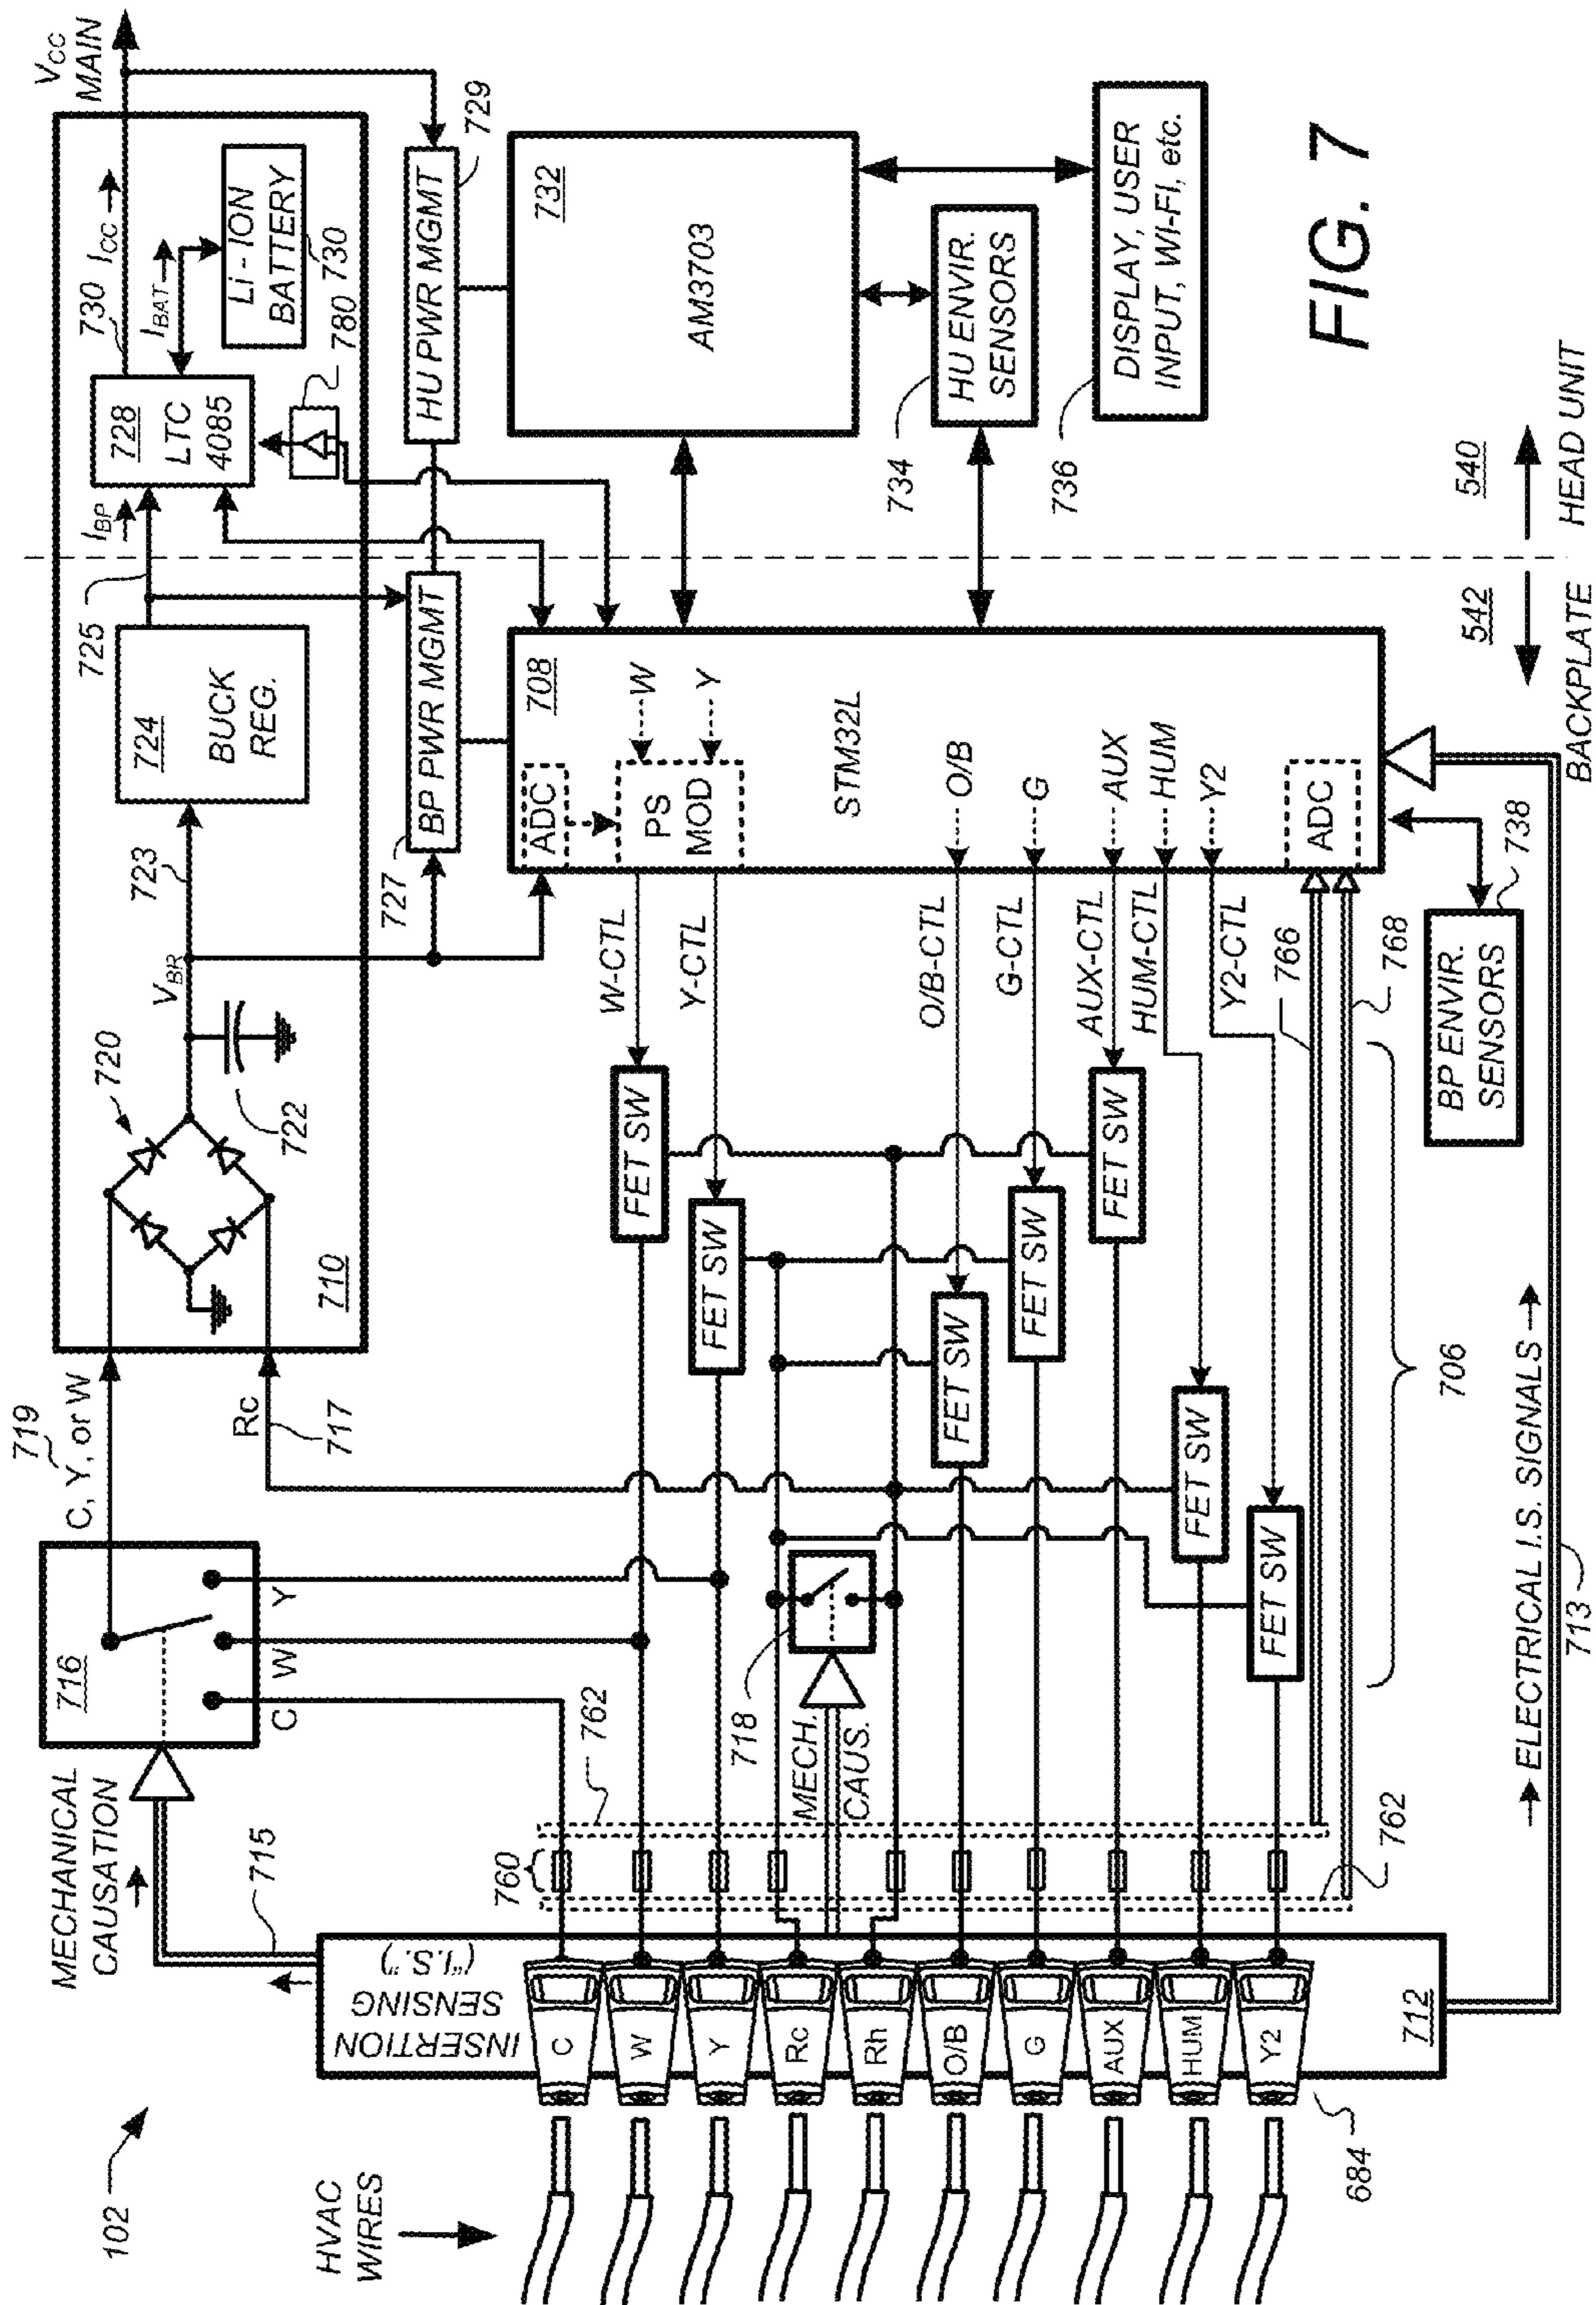 102
HVAC
WIRES
MECHANICAL
CAUSATION
715
INSERTION
SENSING
("I.S.")
C
W
Y
Rc
Rh
O/B
G
AUX
HUM
Y2
684
712
716
C
W
Y
719
C, Y, or W
Rc
717
710
720
722
VBR
723
724
BUCK
REG.
725
IBP
728
LTC
4085
780
730
ICC
IBAT
Li-ION
BATTERY
730
VCC
MAIN
727
BP PWR MGMT
HU PWR MGMT
729
760
762
762
718
MECH.
CAUS.
FET SW
FET SW
FET SW
FET SW
FET SW
FET SW
FET SW
W-CTL
Y-CTL
O/B-CTL
G-CTL
AUX-CTL
HUM-CTL
Y2-CTL
766
768
706
708
ADC
PS
MOD
W
Y
STM32L
O/B
G
AUX
HUM
Y2
ADC
732
AM3703
734
HU ENVIR.
SENSORS
736
DISPLAY, USER
INPUT, WI-FI, etc.
738
BP ENVIR.
SENSORS
ELECTRICAL I.S. SIGNALS
713
542
BACKPLATE
540
HEAD UNIT
FIG. 7